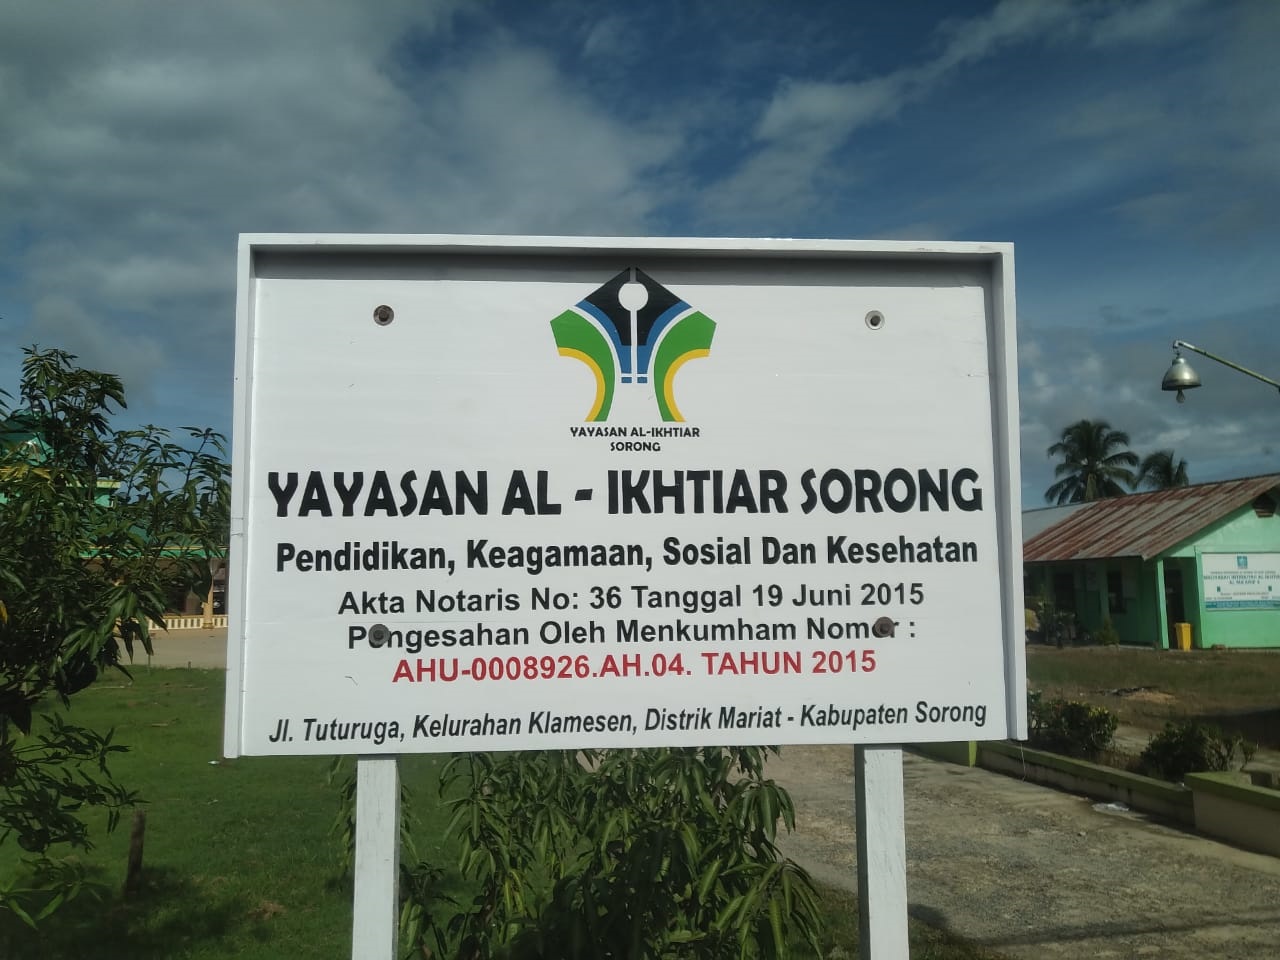 YAYASAN AL-IKHTIAR
SORONG
YAYASAN AL - IKHTIAR SORONG
Pendidikan, Keagamaan, Sosial Dan Kesehatan
Akta Notaris No: 36 Tanggal 19 Juni 2015
Pengesahan Oleh Menkumham Nomor :
AHU-0008926.AH.04. TAHUN 2015
Jl. Tuturuga, Kelurahan Klamesen, Distrik Mariat - Kabupaten Sorong